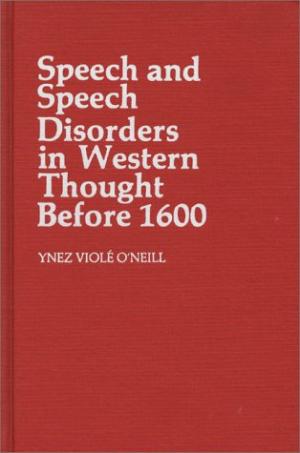 Speech and
Speech
Disorders
in Western
Thought
Before 1600
YNEZ VIOLÉ O'NEILL